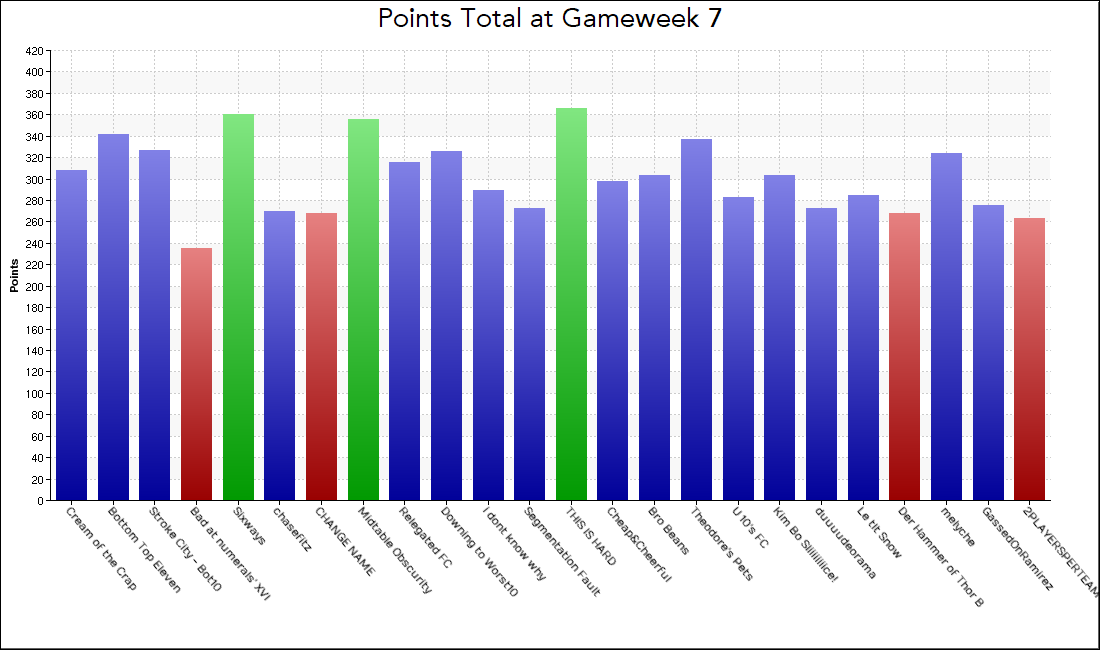 Points Total at Gameweek 7
420
400
380
360
340
320
300
280
260
240
220
200
180
160
140
120
100
80
60
40
20
0
Points
Cream of the Crap
Bottom Top Eleven
Stroke City - Bot10
Bad at numerals' XVI
Sixways
chasefitz
CHANGE NAME
Midtable Obscurity
Relegated FC
Downing to Worst10
i dont know why
Segmentation Fault
THIS IS HARD
Cheap&Cheerful
Bro Beans
Theodore's Pets
U10's FC
duuuudeorama
Le tit Snow
Der Hammer of Thor B
melyche
GassedOnRamirez
2PLAYERSPERTEAM